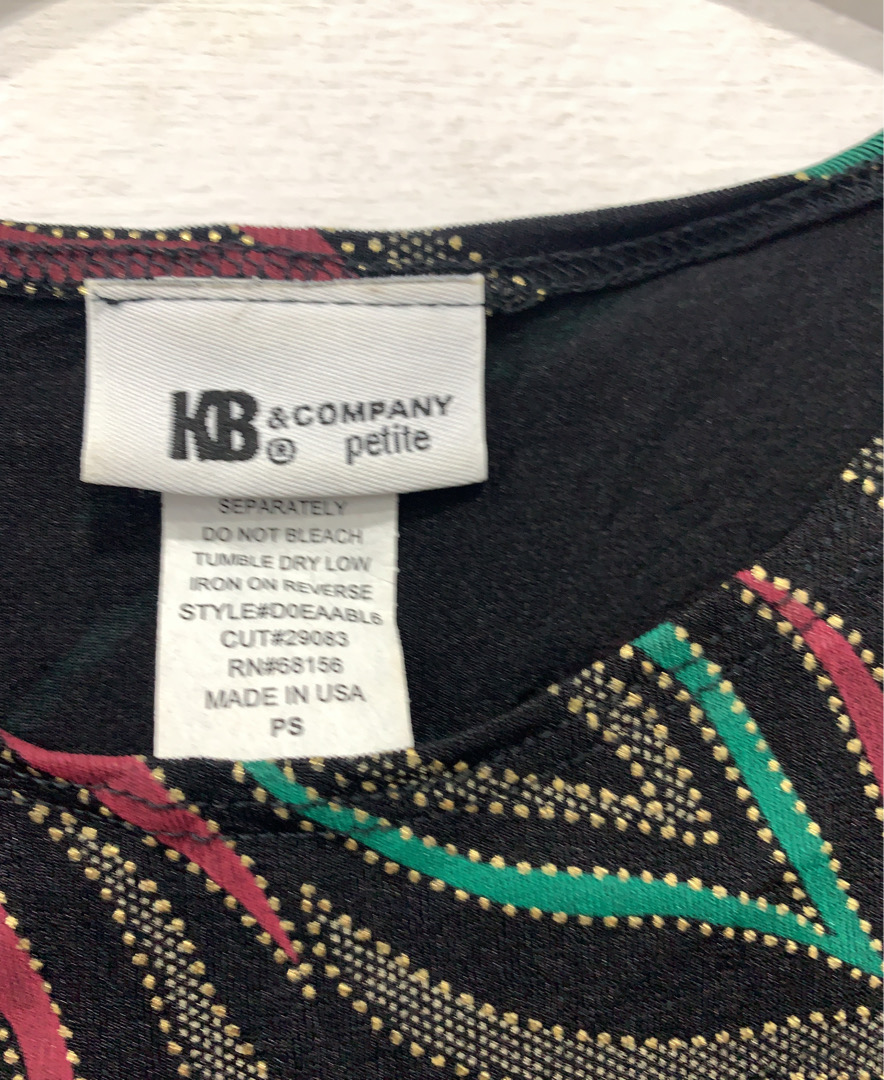 KB & COMPANY
® petite
SEPARATELY
DO NOT BLEACH
TUMBLE DRY LOW
IRON ON REVERSE
STYLE#D0EAABL6
CUT#29083
RN#68156
MADE IN USA
PS